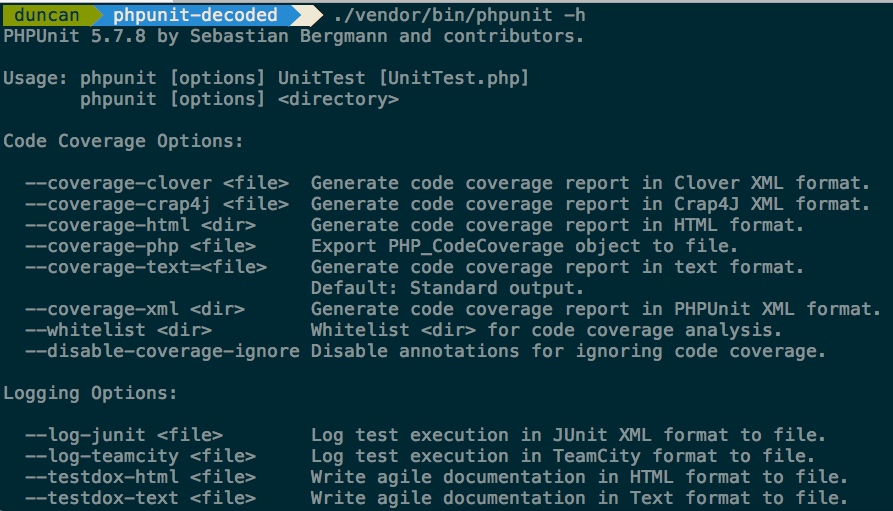 duncan phpunit-decoded ./vendor/bin/phpunit -h
PHPUnit 5.7.8 by Sebastian Bergmann and contributors.
Usage: phpunit [options] UnitTest [UnitTest.php]
phpunit [options] <directory>
Code Coverage Options:
--coverage-clover <file> Generate code coverage report in Clover XML format.
--coverage-crap4j <file> Generate code coverage report in Crap4J XML format.
--coverage-html <dir> Generate code coverage report in HTML format.
--coverage-php <file> Export PHP_CodeCoverage object to file.
--coverage-text=<file> Generate code coverage report in text format.
Default: Standard output.
--coverage-xml <dir> Generate code coverage report in PHPUnit XML format.
--whitelist <dir> Whitelist <dir> for code coverage analysis.
--disable-coverage-ignore Disable annotations for ignoring code coverage.
Logging Options:
--log-junit <file> Log test execution in JUnit XML format to file.
--log-teamcity <file> Log test execution in TeamCity format to file.
--testdox-html <file> Write agile documentation in HTML format to file.
--testdox-text <file> Write agile documentation in Text format to file.